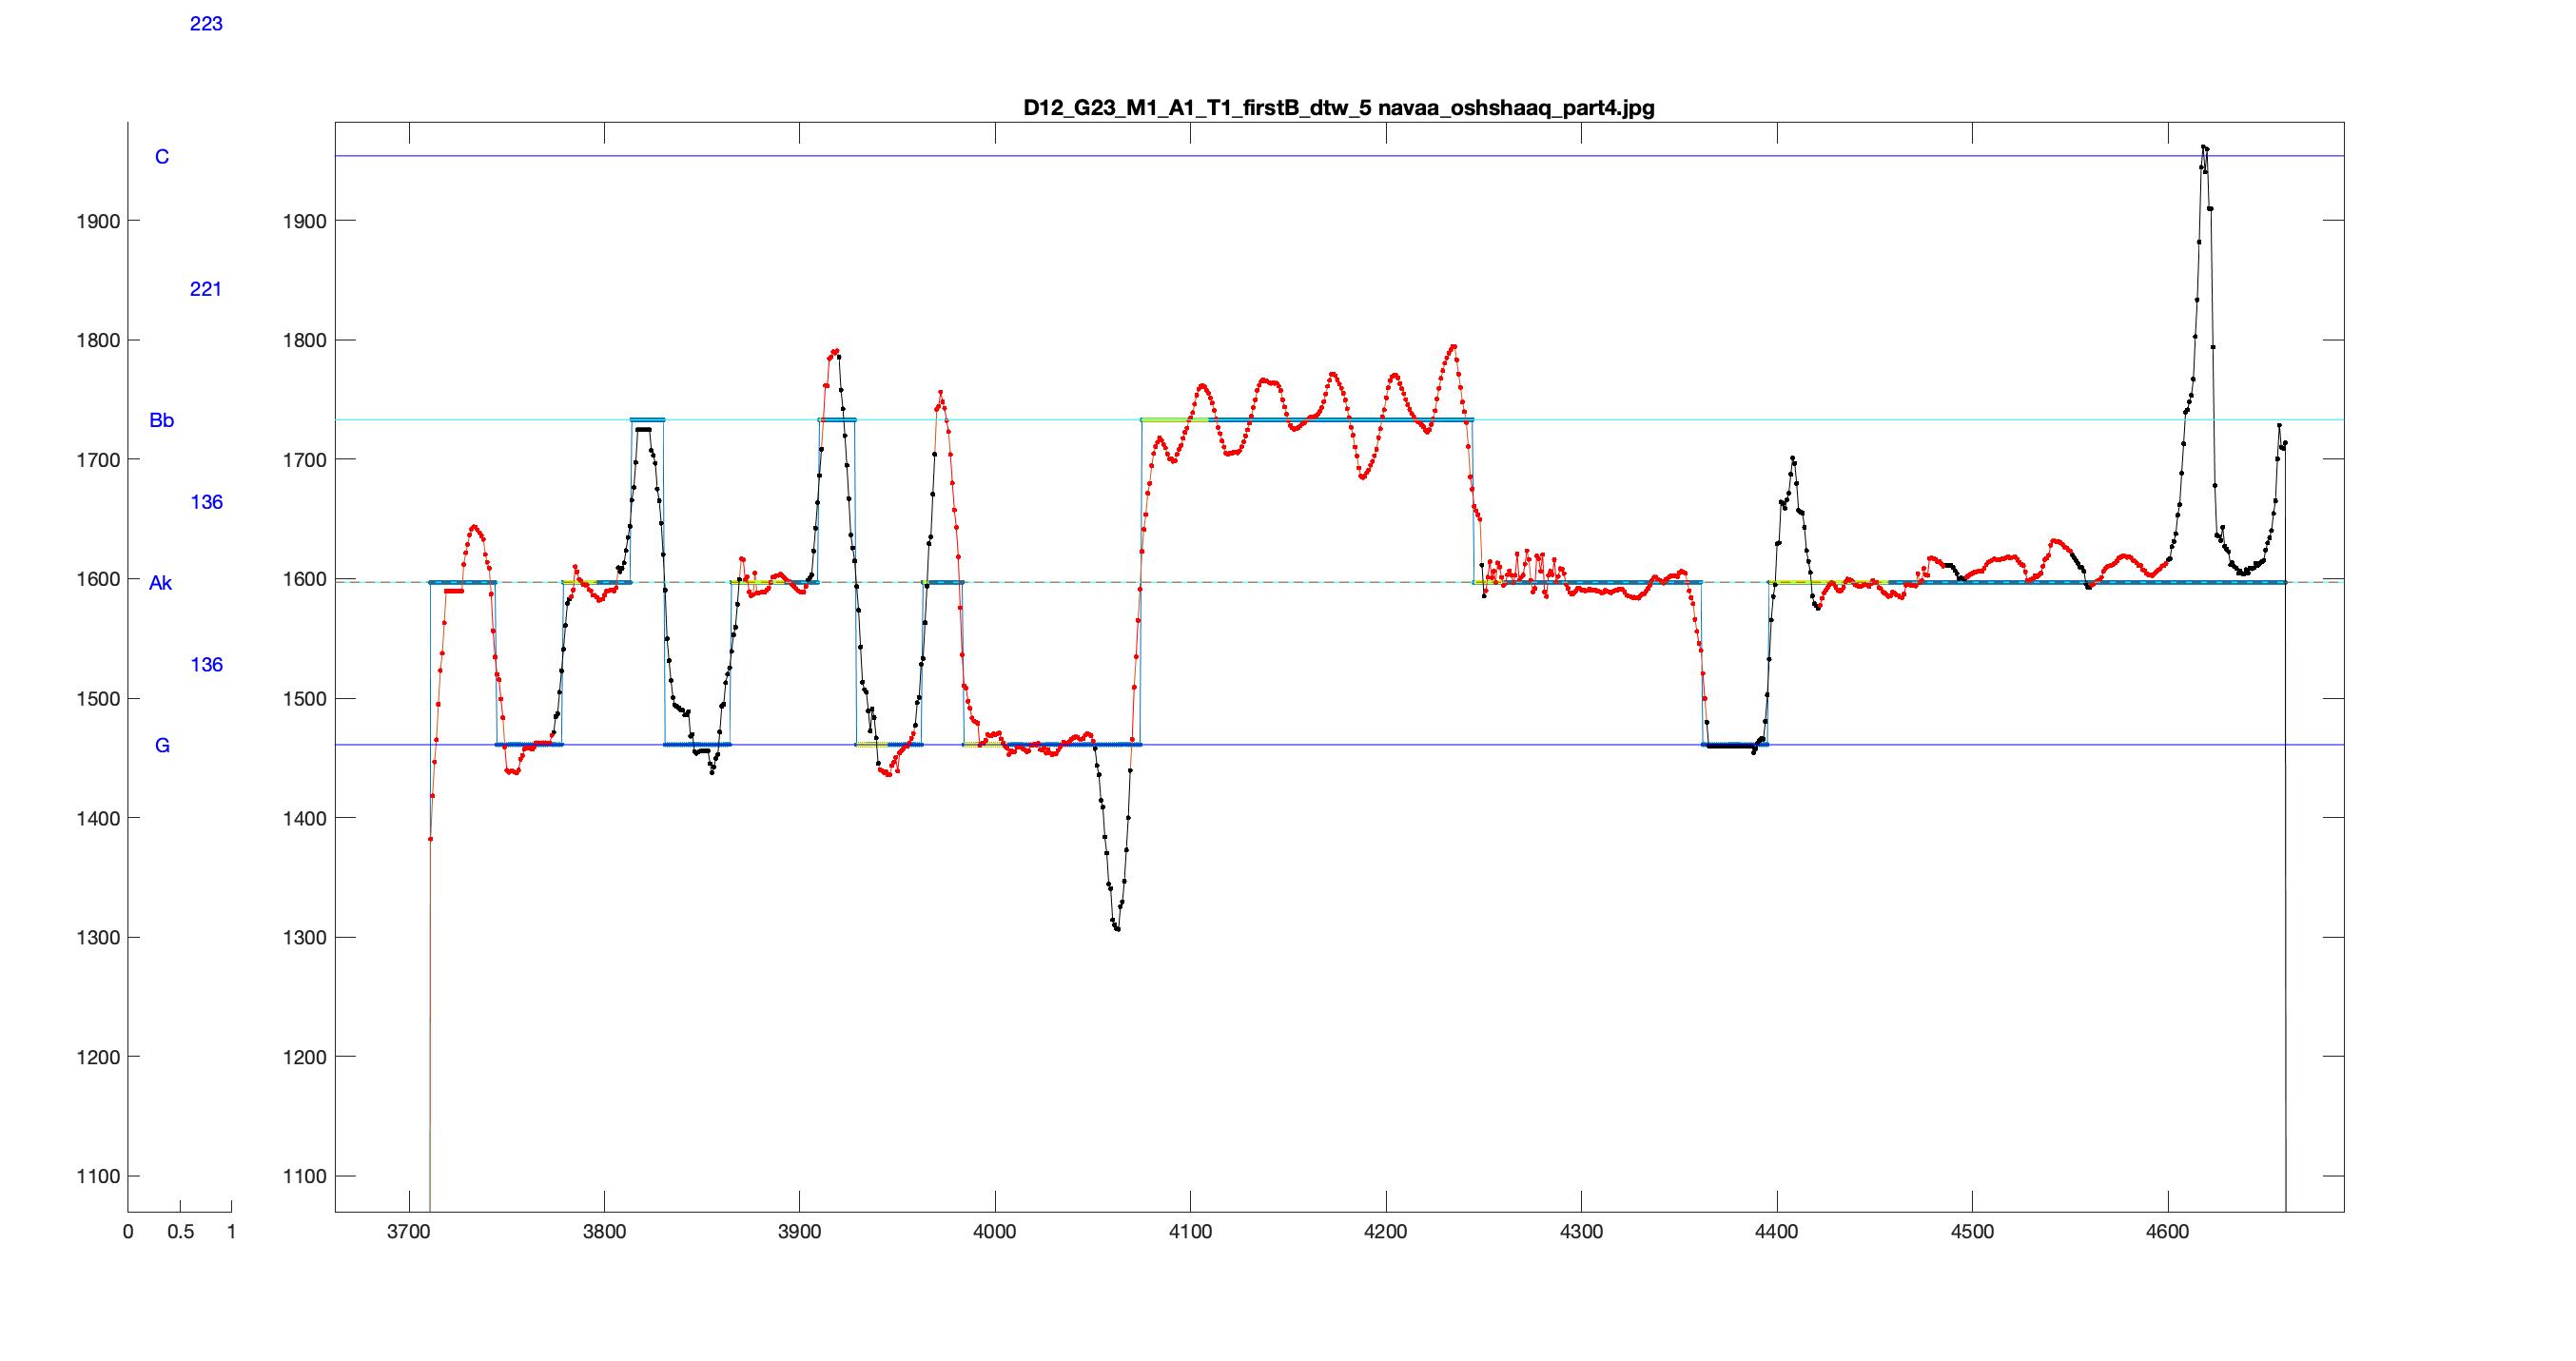 223
D12_G23_M1_A1_T1_firstB_dtw_5 navaa_oshshaaq_part4.jpg
C
1900 1900
221
1800 1800
Bb
1700 1700
136
1600 1600
Ak
136
1500 1500
G
1400 1400
1300 1300
1200 1200
1100 1100
0 0.5 1 3700 3800 3900 4000 4100 4200 4300 4400 4500 4600